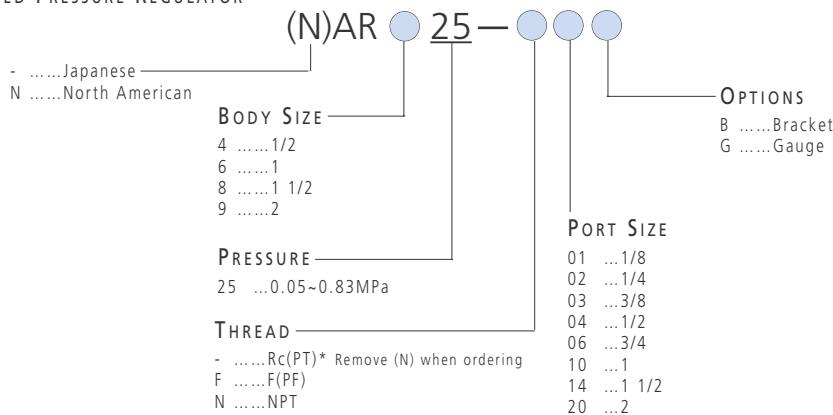 PRESSURE REGULATOR
(N)AR 25 —
- ......Japanese
N ......North American
BODY SIZE
4 ......1/2
6 ......1
8 ......1 1/2
9 ......2
OPTIONS
B ......Bracket
G ......Gauge
PRESSURE
25 ...0.05~0.83MPa
THREAD
- ......Rc(PT)* Remove (N) when ordering
F ......F(PF)
N ......NPT
PORT SIZE
01 ...1/8
02 ...1/4
03 ...3/8
04 ...1/2
06 ...3/4
10 ...1
14 ...1 1/2
20 ...2